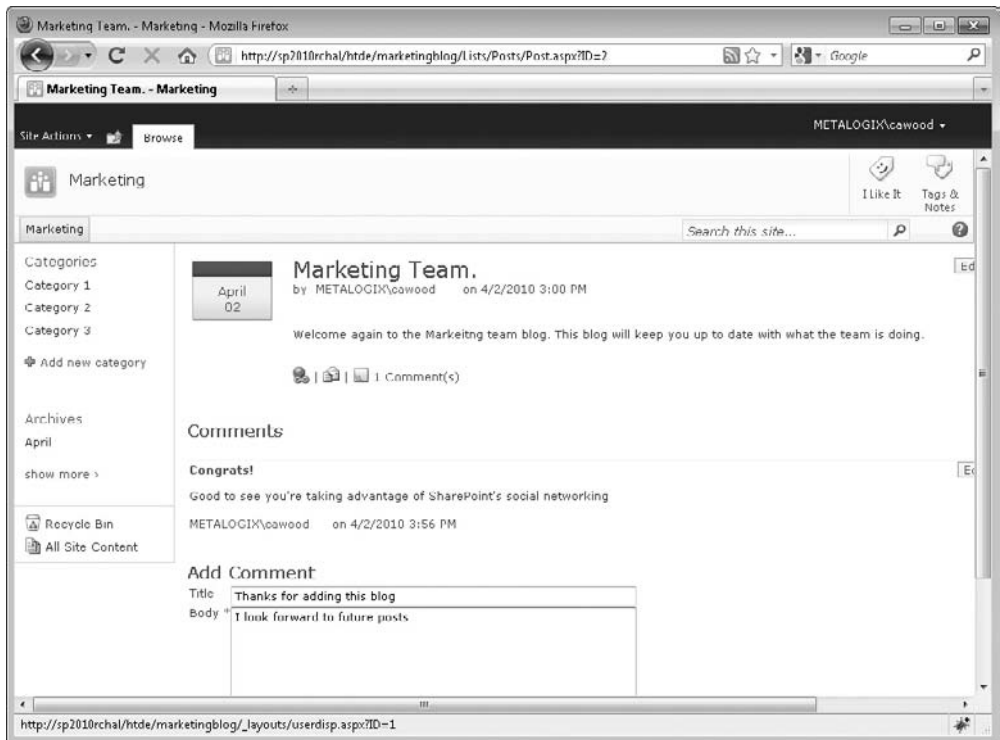 Marketing Team. - Marketing - Mozilla Firefox
http://sp2010rchal/htde/marketingblog/Lists/Posts/Post.aspx?ID=2
Google
Marketing Team. - Marketing
METALOGIX\cawood
Site Actions
Browse
Marketing
I Like It
Tags &
Notes
Marketing
Search this site...
Categories
Category 1
Category 2
Category 3
Add new category
Archives
April
show more ›
Recycle Bin
All Site Content
April
02
Marketing Team.
by METALOGIX\cawood on 4/2/2010 3:00 PM
Ed
Welcome again to the Markeitng team blog. This blog will keep you up to date with what the team is doing.
| | 1 Comment(s)
Comments
Congrats!
Ed
Good to see you're taking advantage of SharePoint's social networking
METALOGIX\cawood on 4/2/2010 3:56 PM
Add Comment
Title Thanks for adding this blog
Body * I look forward to future posts
http://sp2010rchal/htde/marketingblog/_layouts/userdisp.aspx?ID=1